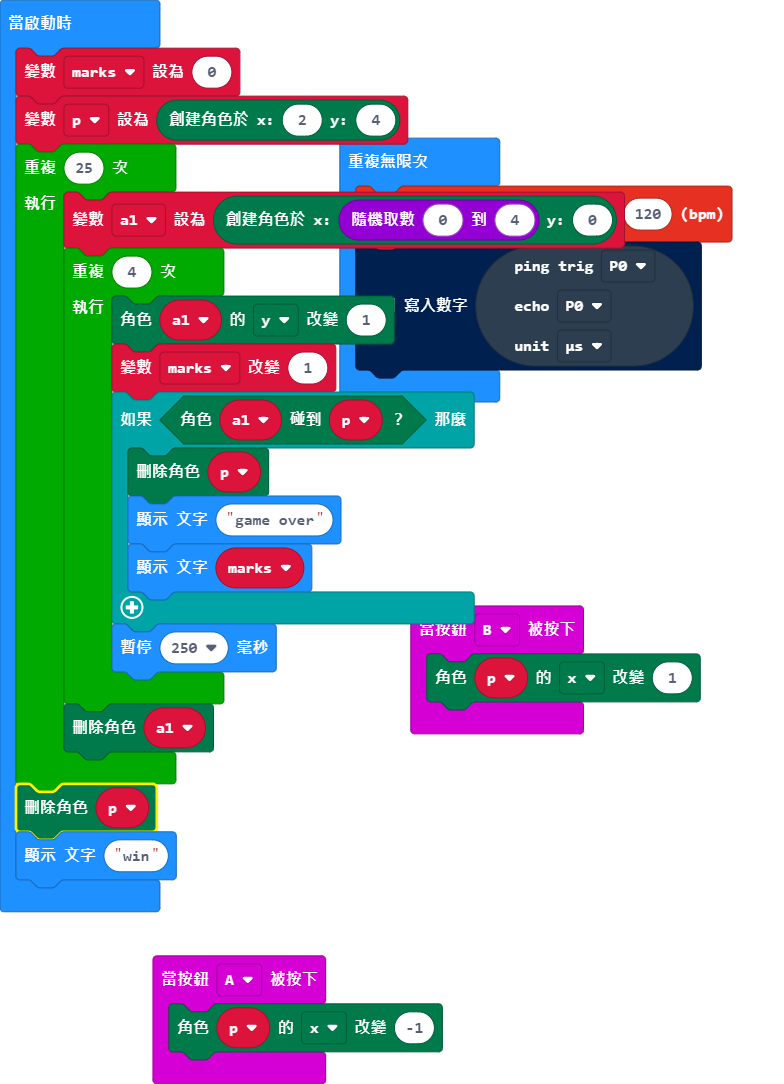 當啟動時
變數 marks 設為 0
變數 p 設為 創建角色於 x: 2 y: 4
重複 25 次
執行
變數 a1 設為 創建角色於 x: 隨機取數 0 到 4 y: 0
重複 4 次
執行
角色 a1 的 y 改變 1
變數 marks 改變 1
如果 角色 a1 碰到 p ? 那麼
刪除角色 p
顯示 文字 "game over"
顯示 文字 marks
暫停 250 毫秒
刪除角色 a1
刪除角色 p
顯示 文字 "win"
重複無限次
120 (bpm)
寫入數字 ping trig P0
echo P0
unit μs
當按鈕 B 被按下
角色 p 的 x 改變 1
當按鈕 A 被按下
角色 p 的 x 改變 -1